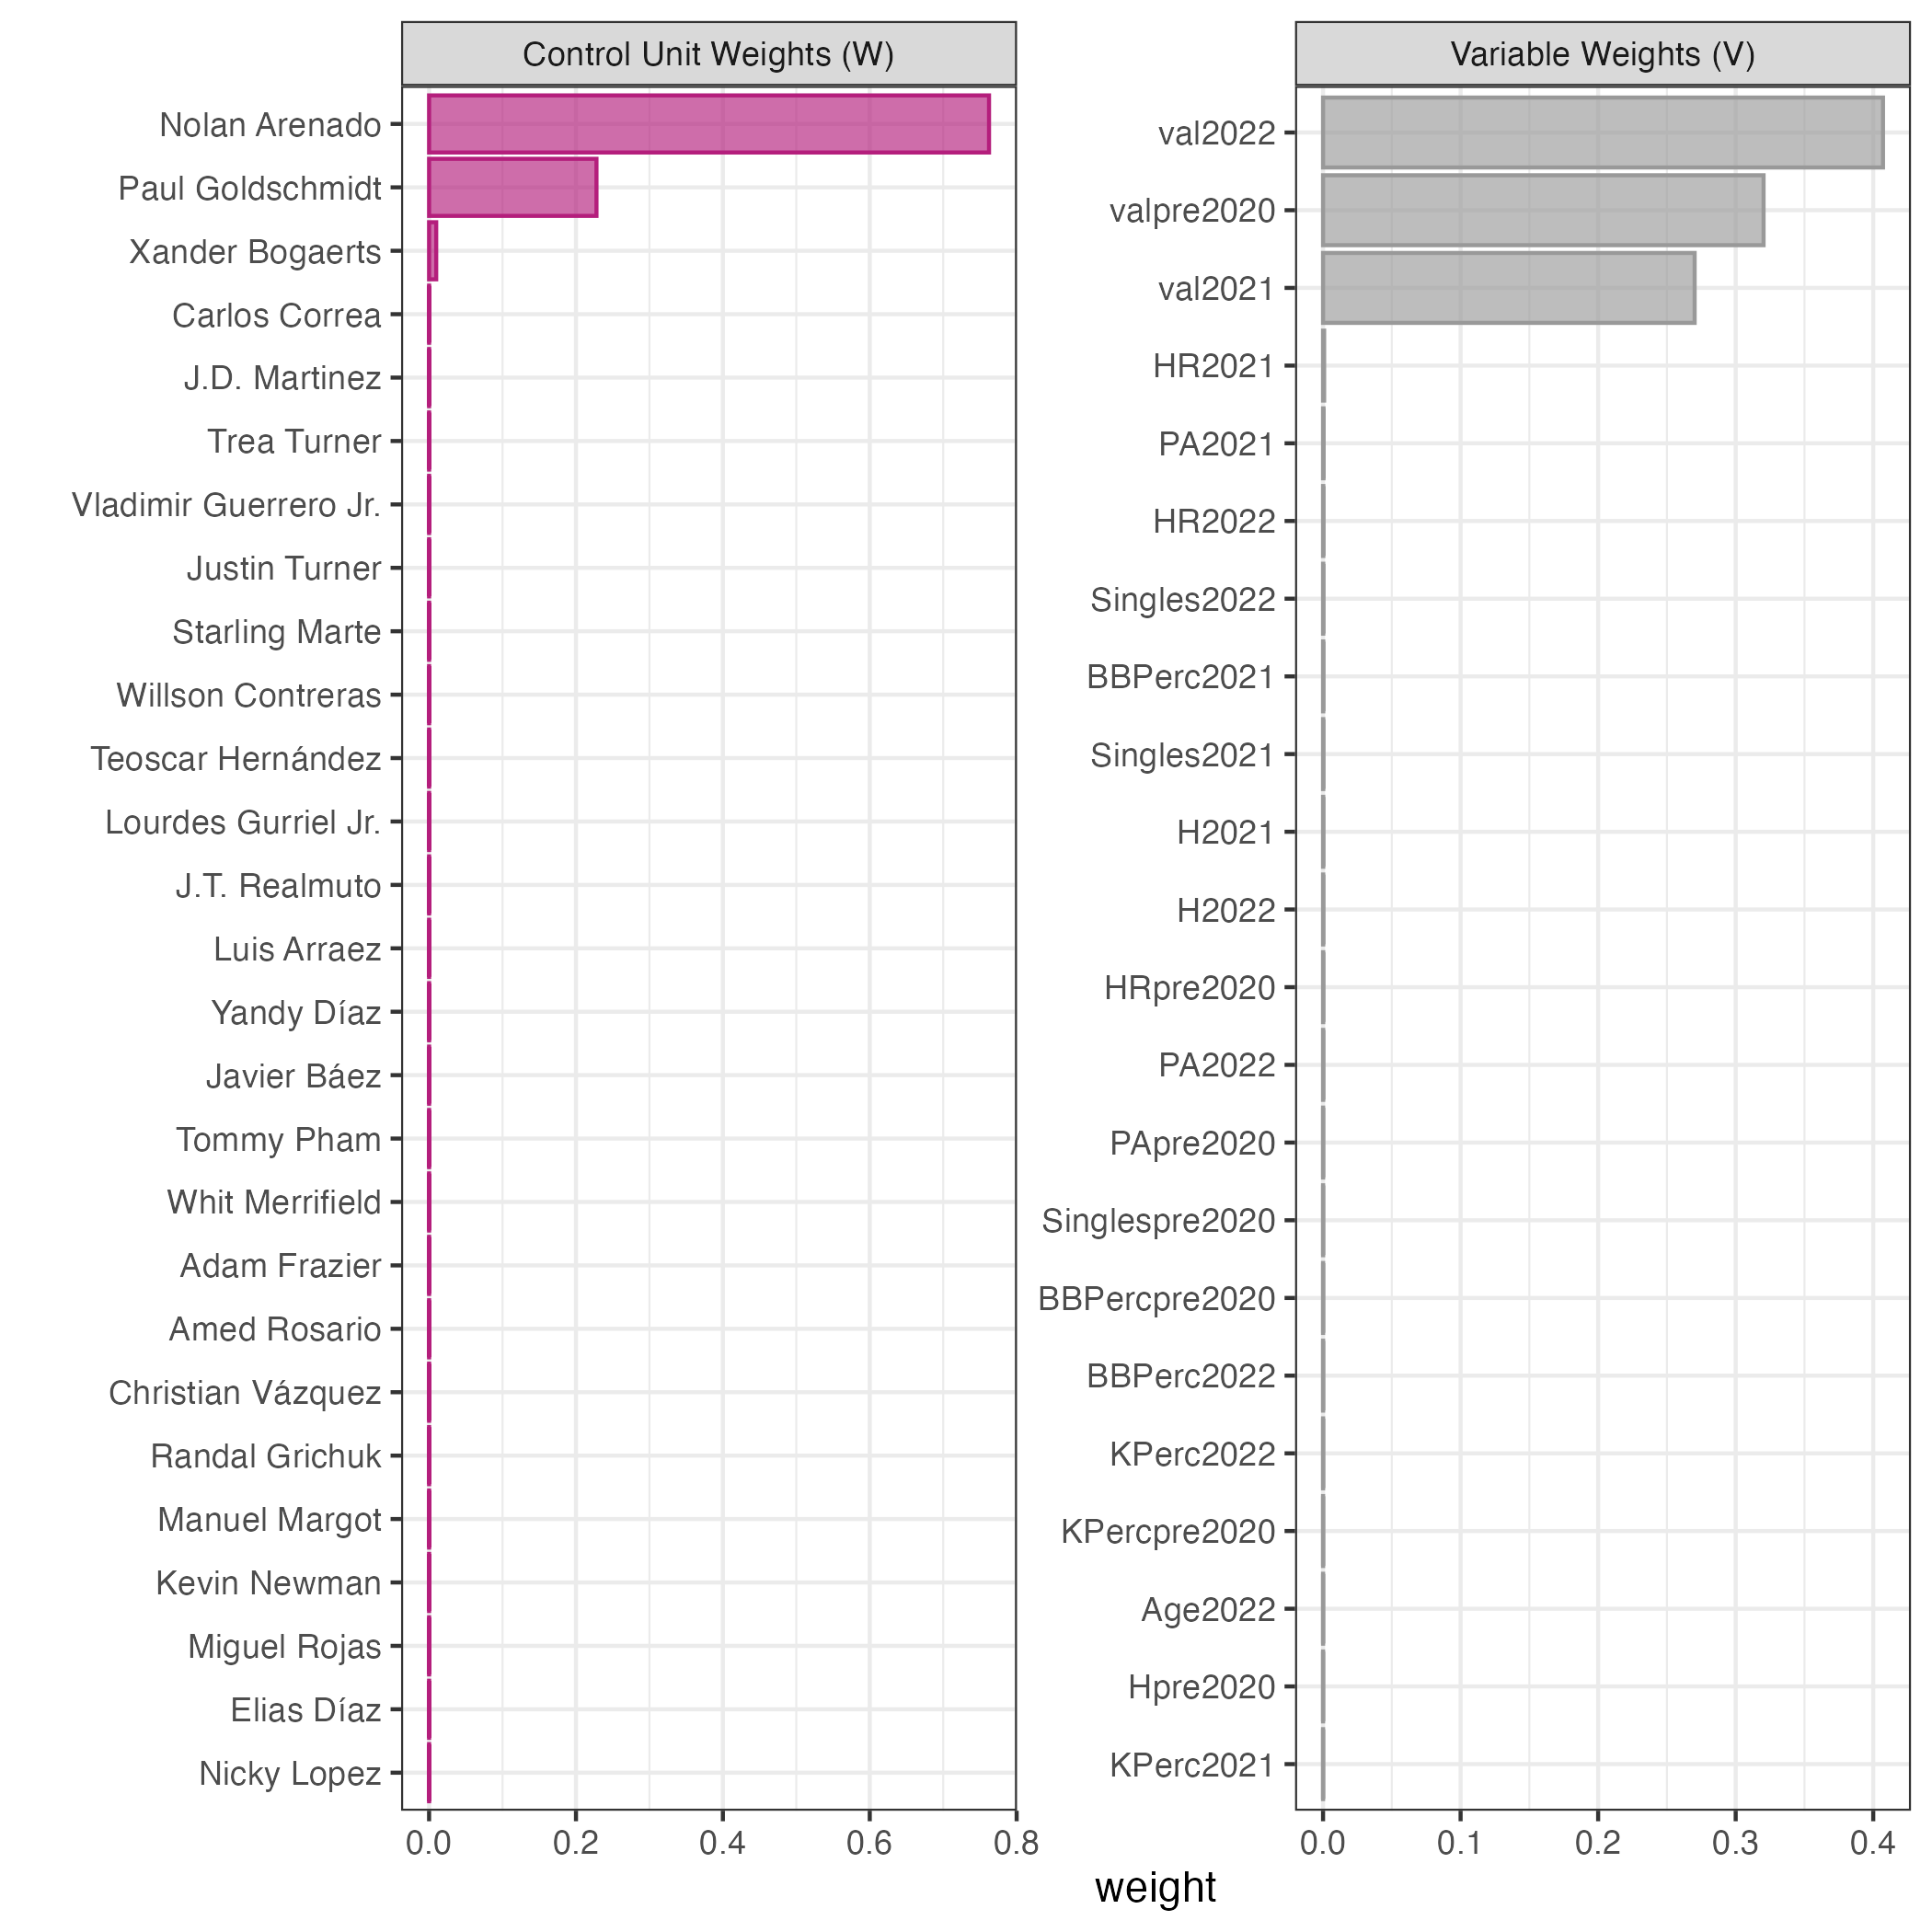 Control Unit Weights (W)
Nolan Arenado
Paul Goldschmidt
Xander Bogaerts
Carlos Correa
J.D. Martinez
Trea Turner
Vladimir Guerrero Jr.
Justin Turner
Starling Marte
Willson Contreras
Teoscar Hernández
Lourdes Gurriel Jr.
J.T. Realmuto
Luis Arraez
Yandy Díaz
Javier Báez
Tommy Pham
Whit Merrifield
Adam Frazier
Amed Rosario
Christian Vázquez
Randal Grichuk
Manuel Margot
Kevin Newman
Miguel Rojas
Elias Díaz
Nicky Lopez
0.0 0.2 0.4 0.6 0.8
Variable Weights (V)
val2022
valpre2020
val2021
HR2021
PA2021
HR2022
Singles2022
BBPerc2021
Singles2021
H2021
H2022
HRpre2020
PA2022
PApre2020
Singlespre2020
BBPercpre2020
BBPerc2022
KPerc2022
KPercpre2020
Age2022
Hpre2020
KPerc2021
0.0 0.1 0.2 0.3 0.4
weight